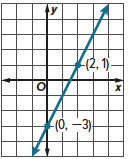 y
(2, 1)
O
x
(0, −3)